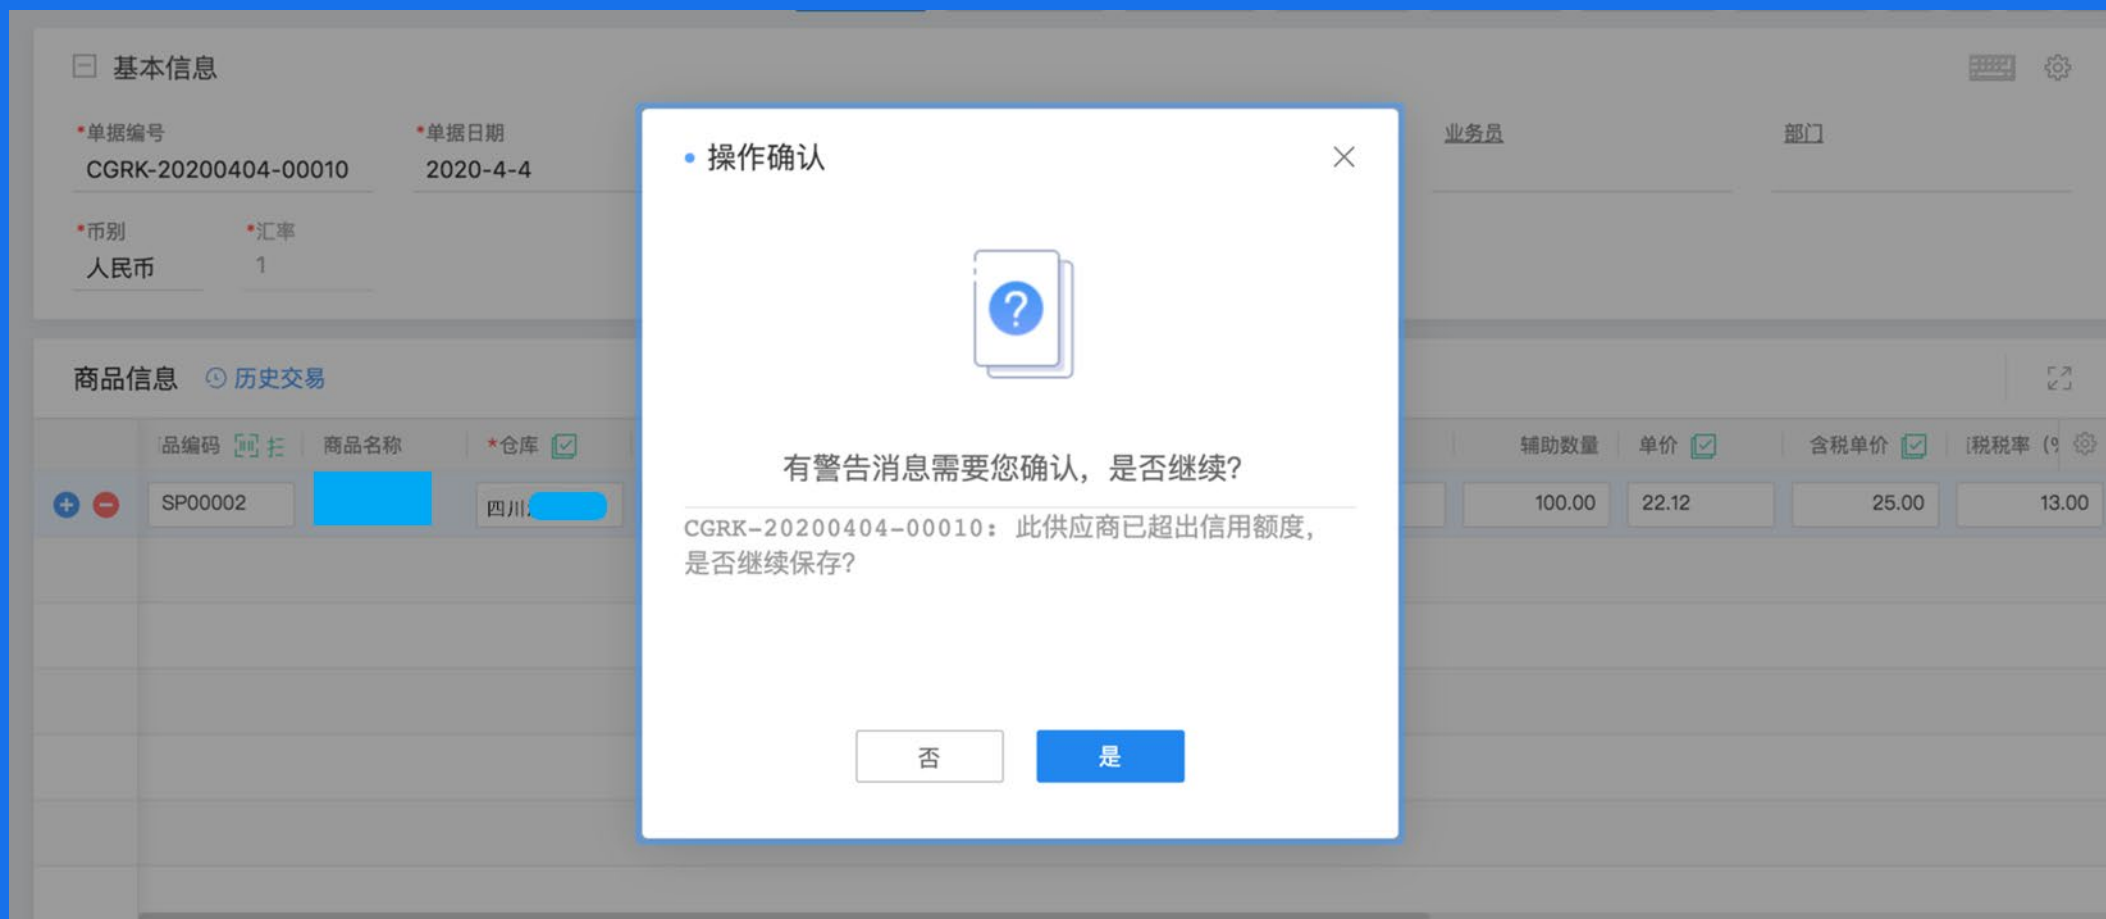 基本信息
*单据编号
*单据日期
业务员
部门
CGRK-20200404-00010
2020-4-4
*币别
*汇率
人民币
1
操作确认
?
有警告消息需要您确认，是否继续?
CGRK-20200404-00010: 此供应商已超出信用额度，
是否继续保存?
否
是
商品信息 历史交易
品编码 扫 商品名称 *仓库 辅助数量 单价 含税单价 税税率 (%
SP00002 四川 100.00 22.12 25.00 13.00